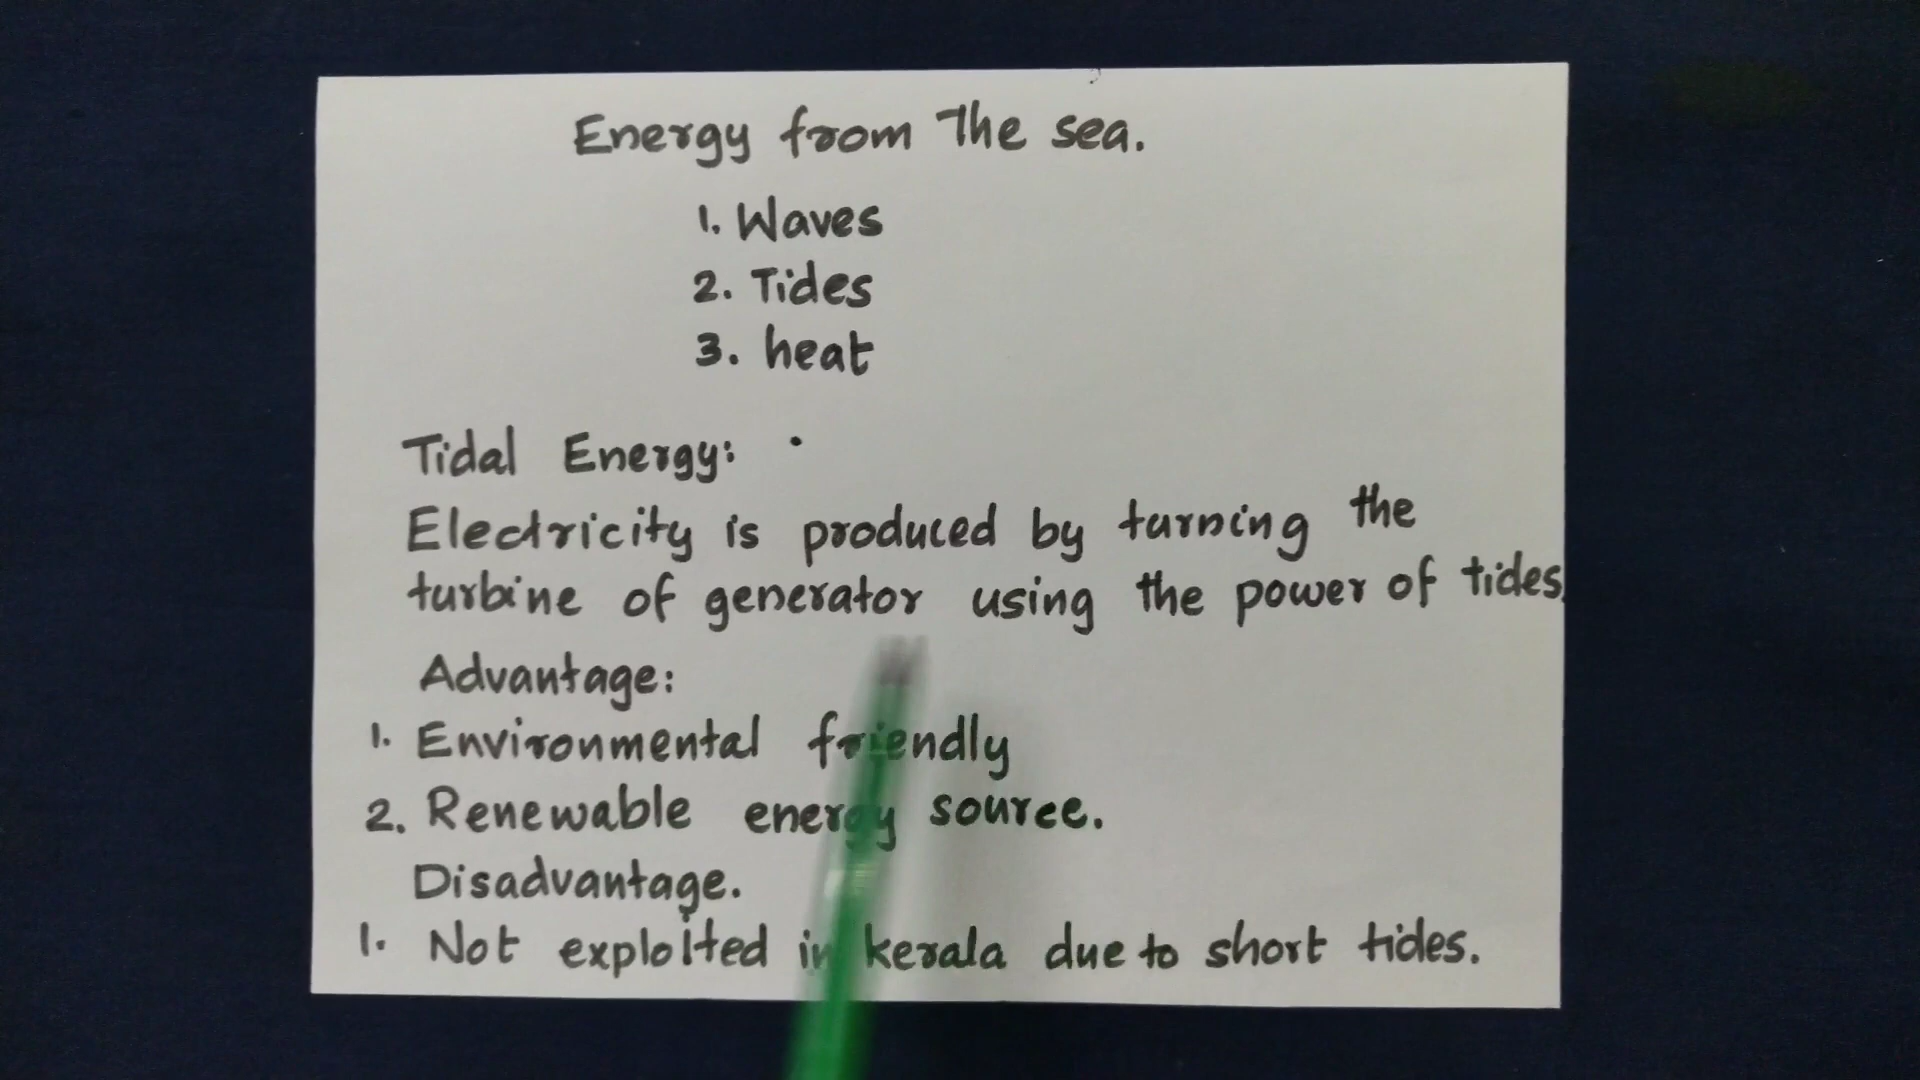 Energy from The sea.
1. Waves
2. Tides
3. heat
Tidal Energy:
Electricity is produced by turning the
turbine of generator using the power of tides.
Advantage:
1. Environmental friendly
2. Renewable energy source.
Disadvantage.
1. Not exploited in kerala due to short tides.